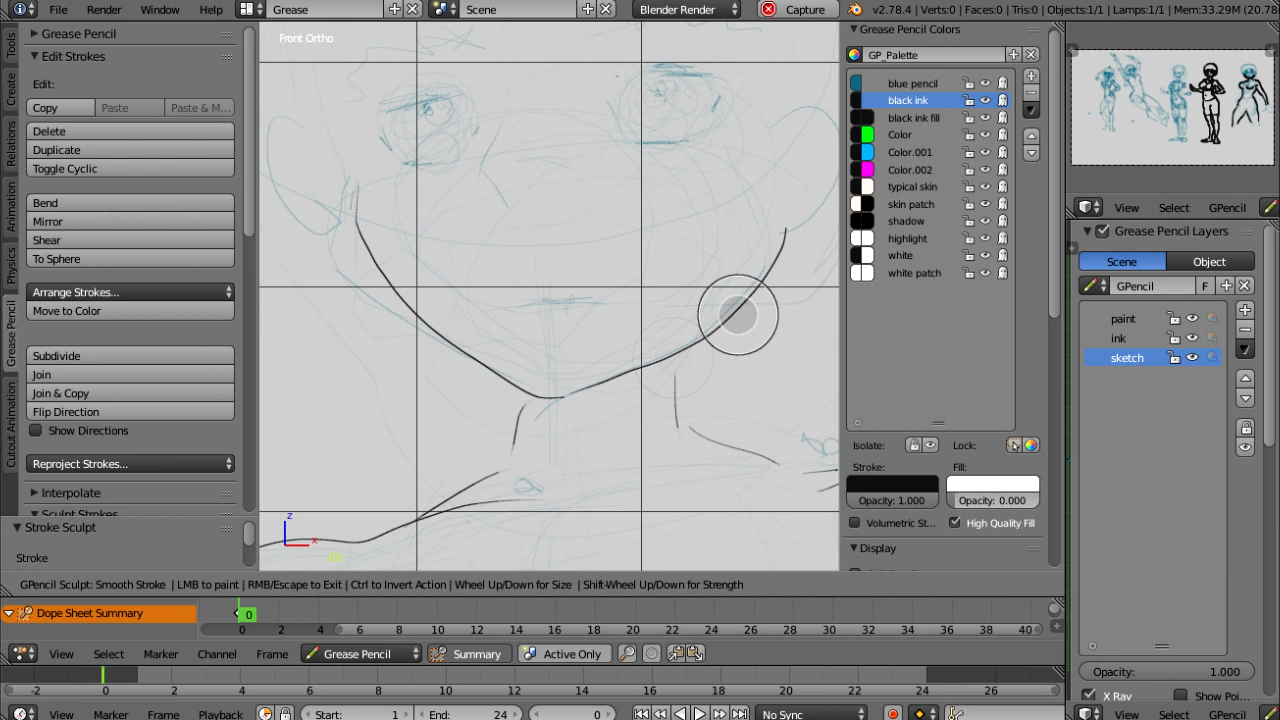 File Render Window Help Grease Scene Blender Render Capture v2.78.4 | Verts:0 | Faces:0 | Tris:0 | Objects:1/1 | Lamps:1/1 | Mem:33.29M (20.78
Tools
Create
Relations
Animation
Physics
Grease Pencil
Cutout Animation
Grease Pencil
Edit Strokes
Edit:
Copy Paste Paste & M...
Delete
Duplicate
Toggle Cyclic
Bend
Mirror
Shear
To Sphere
Arrange Strokes...
Move to Color
Subdivide
Join
Join & Copy
Flip Direction
Show Directions
Reproject Strokes...
Interpolate
Sculpt Strokes
Stroke Sculpt
Stroke
Front Ortho
z
x
Grease Pencil Colors
GP_Palette
blue pencil
black ink
black ink fill
Color
Color.001
Color.002
typical skin
skin patch
shadow
highlight
white
white patch
Isolate: Lock:
Stroke: Fill:
Opacity: 1.000 Opacity: 0.000
Volumetric St... High Quality Fill
Display
View Select GPencil
Grease Pencil Layers
Scene Object
GPencil F
paint
ink
sketch
Opacity: 1.000
X Ray Show Poi...
View Select GPencil
GPencil Sculpt: Smooth Stroke | LMB to paint | RMB/Escape to Exit | Ctrl to Invert Action | Wheel Up/Down for Size | Shift-Wheel Up/Down for Strength
Dope Sheet Summary 0
0 2 4 6 8 10 12 14 16 18 20 22 24 26 28 30 32 34 36 38 40
View Select Marker Channel Frame Grease Pencil Summary Active Only
-2 0 2 4 6 8 10 12 14 16 18 20 22 24 26
View Marker Frame Playback Start: 1 End: 24 0 No Sync